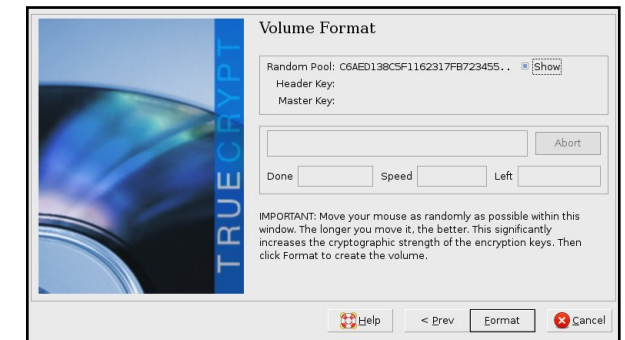 TRUECRYPT
Volume Format
Random Pool: C6AED138C5F1162317FB723455.. Show
Header Key:
Master Key:
Abort
Done Speed Left
IMPORTANT: Move your mouse as randomly as possible within this
window. The longer you move it, the better. This significantly
increases the cryptographic strength of the encryption keys. Then
click Format to create the volume.
Help < Prev Format Cancel